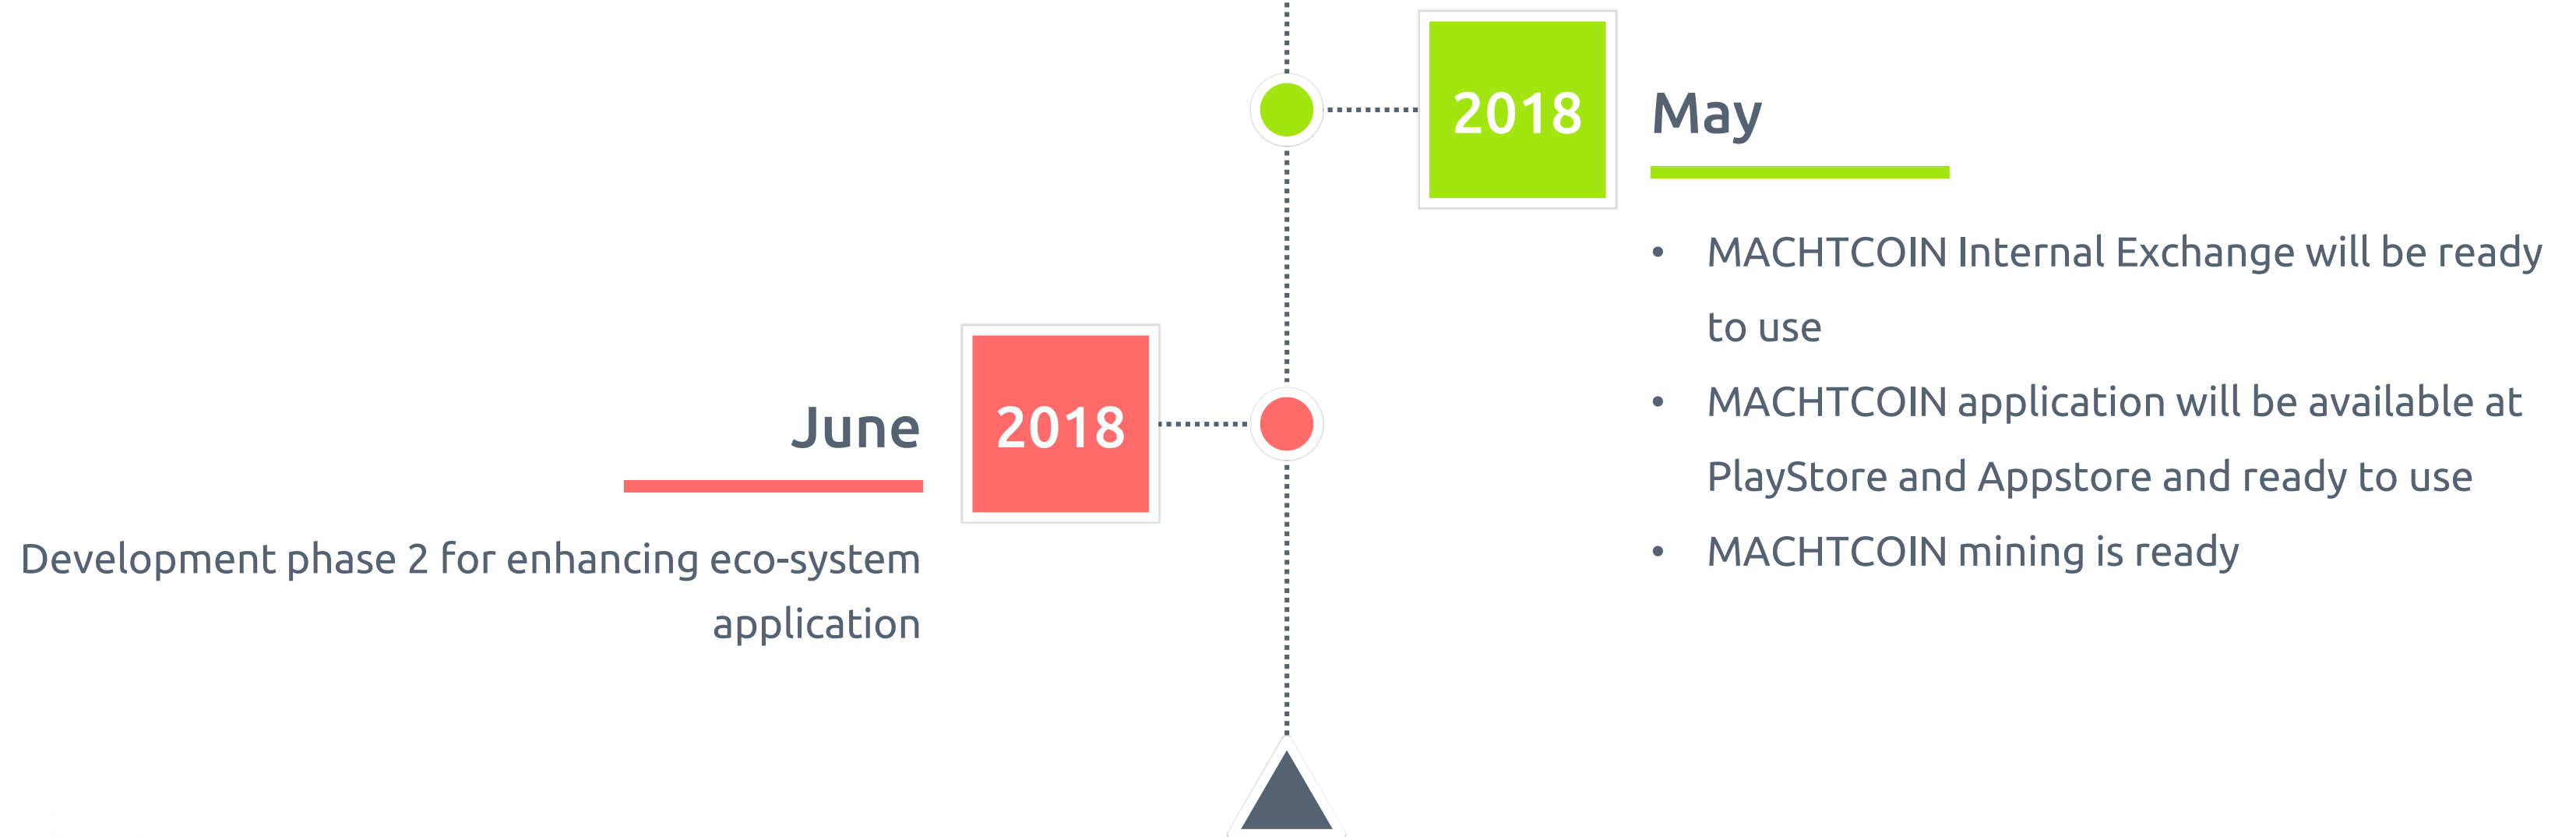 2018
May
• MACHTCOIN Internal Exchange will be ready
to use
• MACHTCOIN application will be available at
PlayStore and Appstore and ready to use
• MACHTCOIN mining is ready
June
2018
Development phase 2 for enhancing eco-system
application